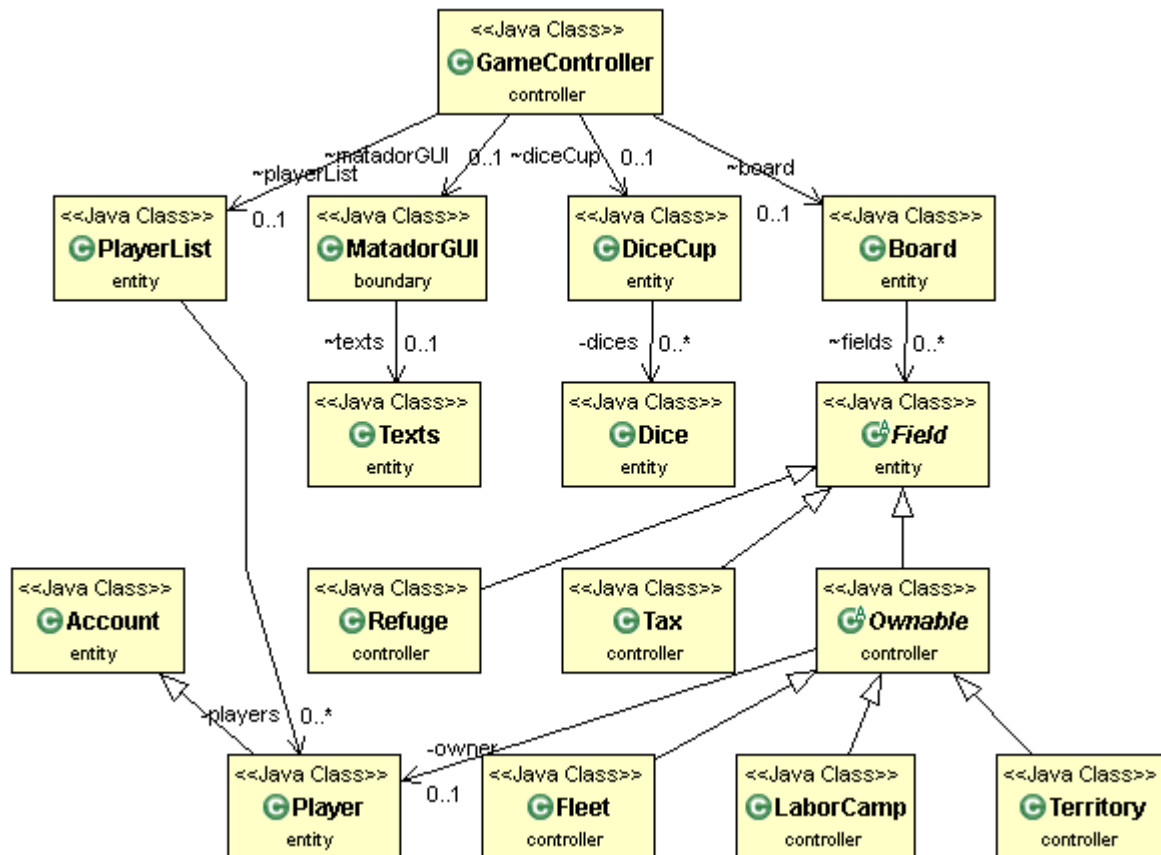 <<Java Class>>
GameController
controller
~matadorGUI
0..1
~diceCup
0..1
~board
~playerList
0..1
0..1
<<Java Class>>
PlayerList
entity
<<Java Class>>
MatadorGUI
boundary
<<Java Class>>
DiceCup
entity
<<Java Class>>
Board
entity
~texts
0..1
-dices
0..*
~fields
0..*
<<Java Class>>
Texts
entity
<<Java Class>>
Dice
entity
<<Java Class>>
Field
entity
<<Java Class>>
Account
entity
<<Java Class>>
Refuge
controller
<<Java Class>>
Tax
controller
<<Java Class>>
Ownable
controller
-players
0..*
-owner
0..1
<<Java Class>>
Player
entity
<<Java Class>>
Fleet
controller
<<Java Class>>
LaborCamp
controller
<<Java Class>>
Territory
controller